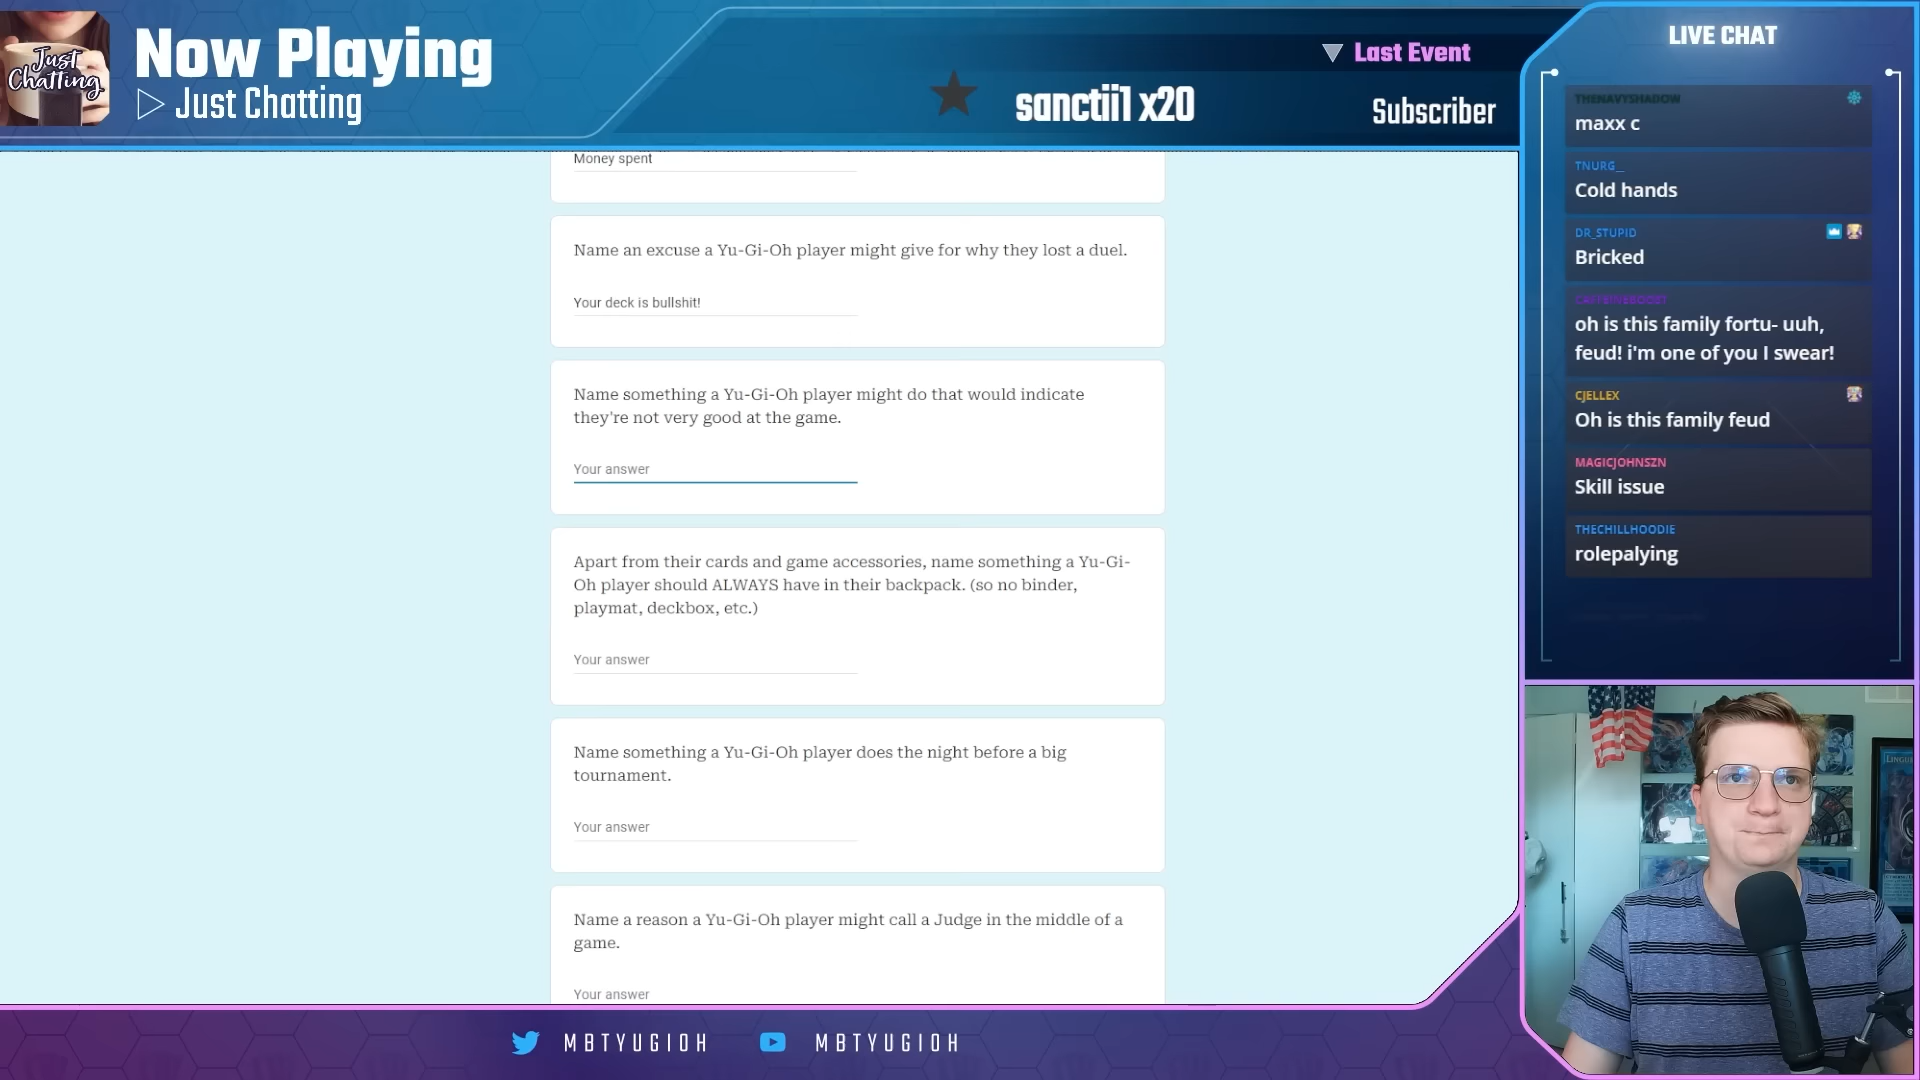 Just
Chatting
Now Playing
Just Chatting
sanctii1 x20
Last Event
Subscriber
Money spent
Name an excuse a Yu-Gi-Oh player might give for why they lost a duel.
Your deck is bullshit!
Name something a Yu-Gi-Oh player might do that would indicate
they're not very good at the game.
Your answer
Apart from their cards and game accessories, name something a Yu-Gi-
Oh player should ALWAYS have in their backpack. (so no binder,
playmat, deckbox, etc.)
Your answer
Name something a Yu-Gi-Oh player does the night before a big
tournament.
Your answer
Name a reason a Yu-Gi-Oh player might call a Judge in the middle of a
game.
Your answer
MBTYUGIOH
MBTYUGIOH
LIVE CHAT
THENAVYSHADOW
maxx c
TNURG__
Cold hands
DR_STUPID
Bricked
CAFFEINEBOOST
oh is this family fortu- uuh,
feud! i'm one of you I swear!
CJELLEX
Oh is this family feud
MAGICJOHNSZN
Skill issue
THECHILLHOODIE
rolepalying